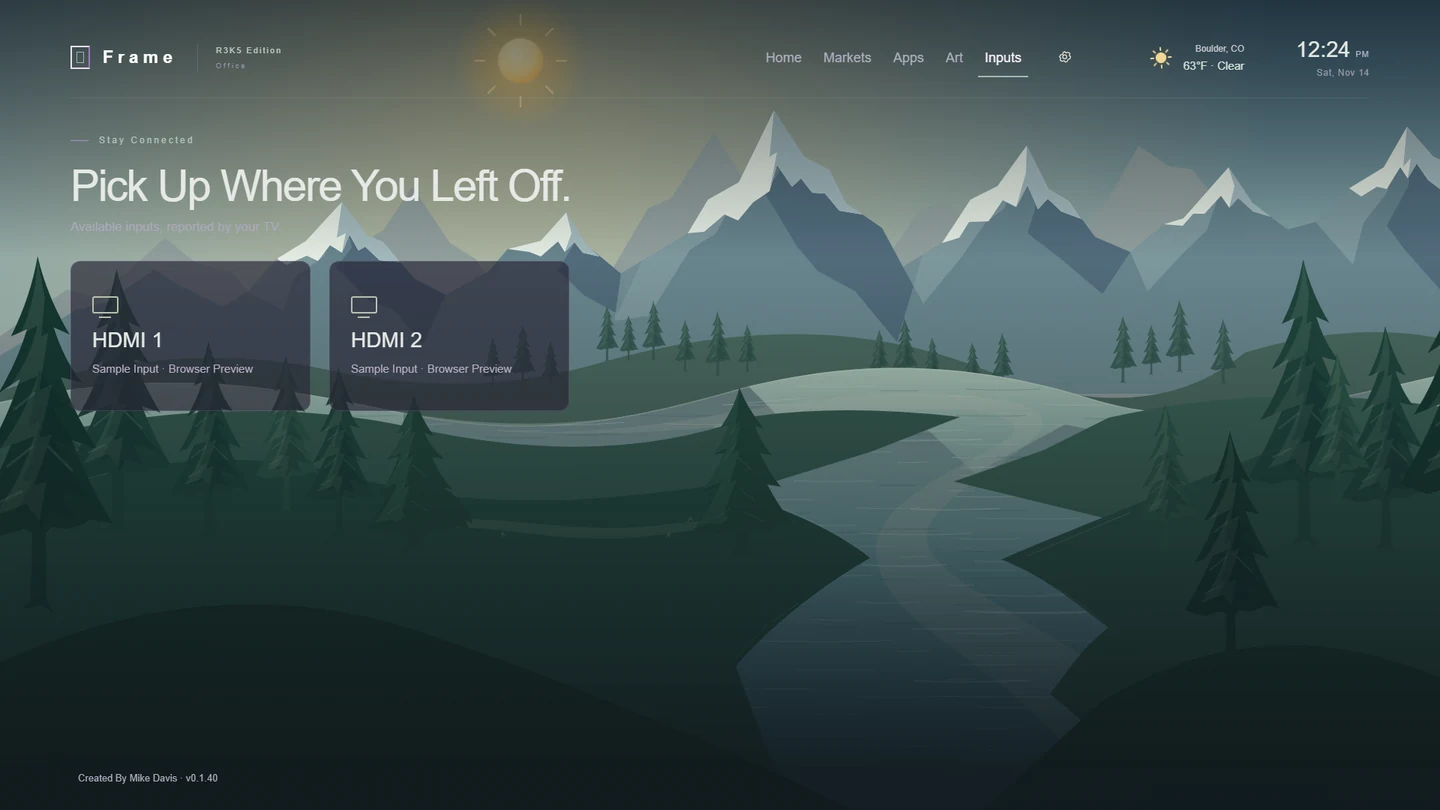 Frame
R3K5 Edition
Office
Home
Markets
Apps
Art
Inputs
Boulder, CO
63°F · Clear
12:24 PM
Sat, Nov 14
Stay Connected
Pick Up Where You Left Off.
Available inputs, reported by your TV.
HDMI 1
Sample Input · Browser Preview
HDMI 2
Sample Input · Browser Preview
Created By Mike Davis · v0.1.40